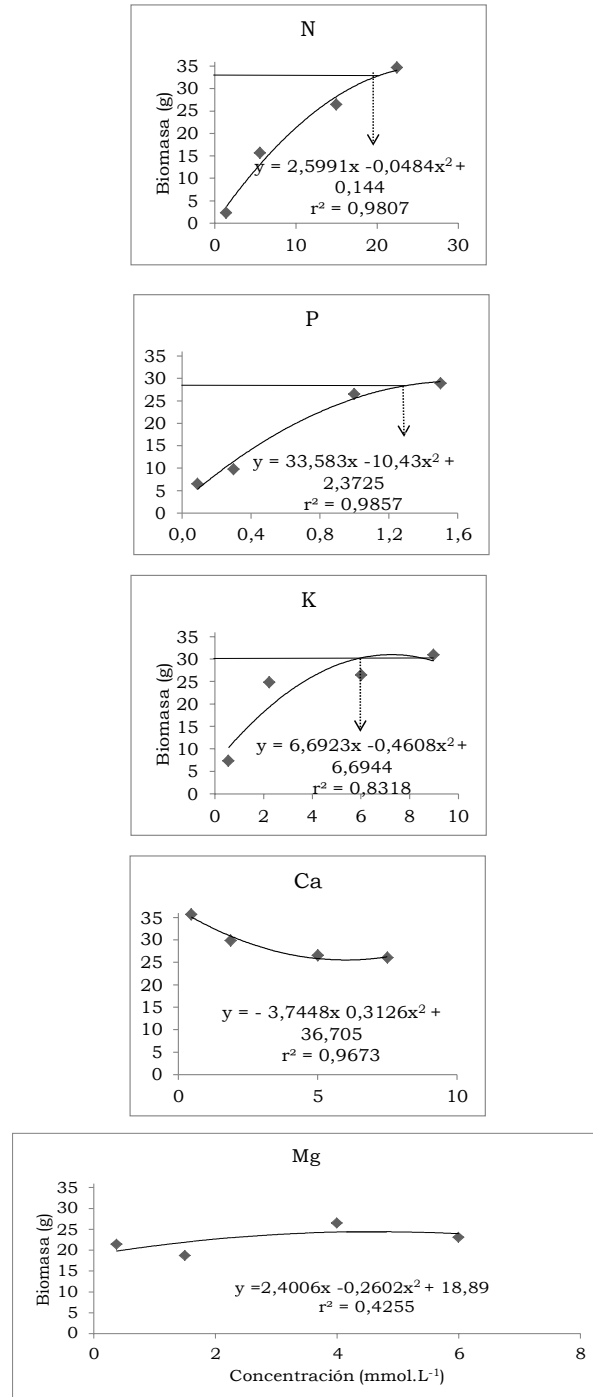 N
35
30
25
20
15
10
5
0
Biomasa (g)
y = 2,5991x -0,0484x² +
0,144
r² = 0,9807
0 10 20 30
P
35
30
25
20
15
10
5
0
y = 33,583x -10,43x² +
2,3725
r² = 0,9857
0,0 0,4 0,8 1,2 1,6
K
35
30
25
20
15
10
5
0
Biomasa (g)
y = 6,6923x -0,4608x² +
6,6944
r² = 0,8318
0 2 4 6 8 10
Ca
35
30
25
20
15
10
5
0
y = - 3,7448x 0,3126x² +
36,705
r² = 0,9673
0 5 10
Mg
35
30
25
20
15
10
5
0
Biomasa (g)
y =2,4006x -0,2602x² + 18,89
r² = 0,4255
0 2 4 6 8
Concentración (mmol.L⁻¹)